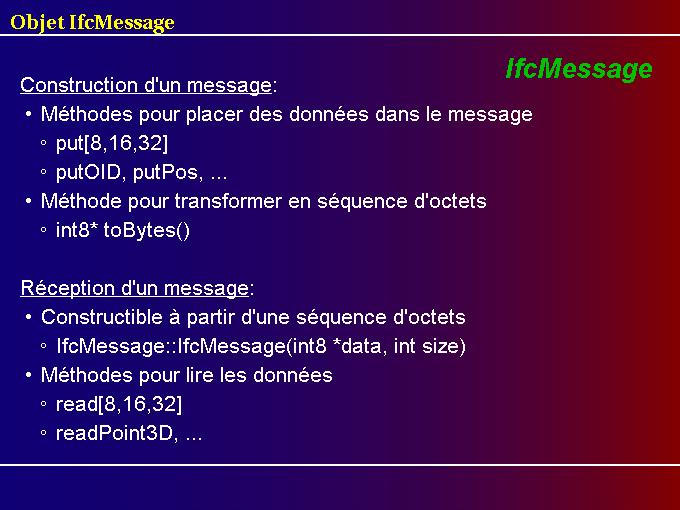 Objet IfcMessage
IfcMessage
Construction d'un message:
• Méthodes pour placer des données dans le message
◦ put[8,16,32]
◦ putOID, putPos, ...
• Méthode pour transformer en séquence d'octets
◦ int8* toBytes()
Réception d'un message:
• Constructible à partir d'une séquence d'octets
◦ IfcMessage::IfcMessage(int8 *data, int size)
• Méthodes pour lire les données
◦ read[8,16,32]
◦ readPoint3D, ...